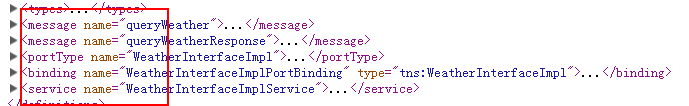 <types>...</types>
<message name="queryWeather">...</message>
<message name="queryWeatherResponse">...</message>
<portType name="WeatherInterfaceImpl">...</portType>
<binding name="WeatherInterfaceImplPortBinding" type="tns:WeatherInterfaceImpl">...</binding>
<service name="WeatherInterfaceImplService">...</service>
</definitions>